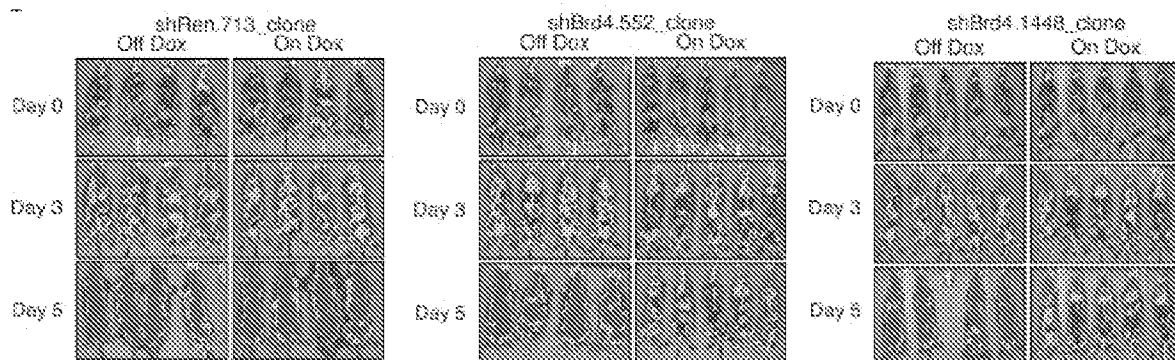 shRen.713_clone
Off Dox On Dox
Day 0
Day 3
Day 5
shBrd4.552_clone
Off Dox On Dox
Day 0
Day 3
Day 5
shBrd4.1448_clone
Off Dox On Dox
Day 0
Day 3
Day 5